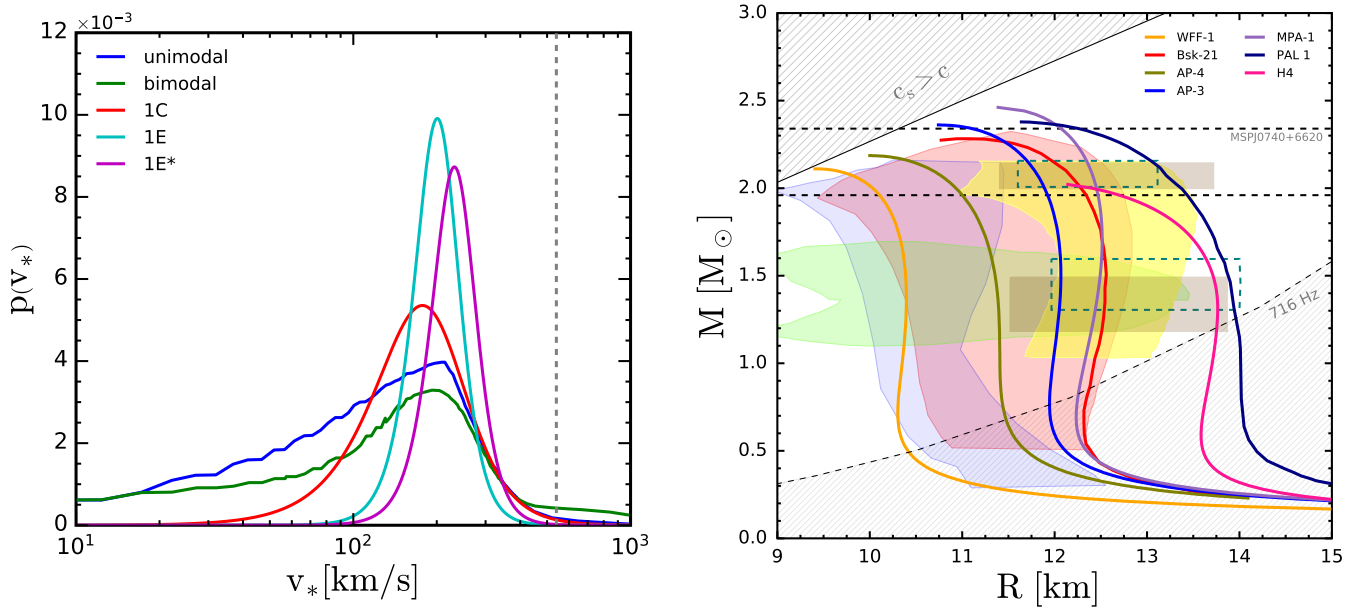 12 ×10⁻³
unimodal
bimodal
1C
1E
1E*
10
8
6
4
2
0
p(v*)
10¹
10²
10³
v* [km/s]
3.0
2.5
2.0
1.5
1.0
0.5
0.0
M [M⊙]
c_s > c
WFF-1
Bsk-21
AP-4
AP-3
MPA-1
PAL 1
H4
MSPJ0740+6620
716 Hz
9 10 11 12 13 14 15
R [km]